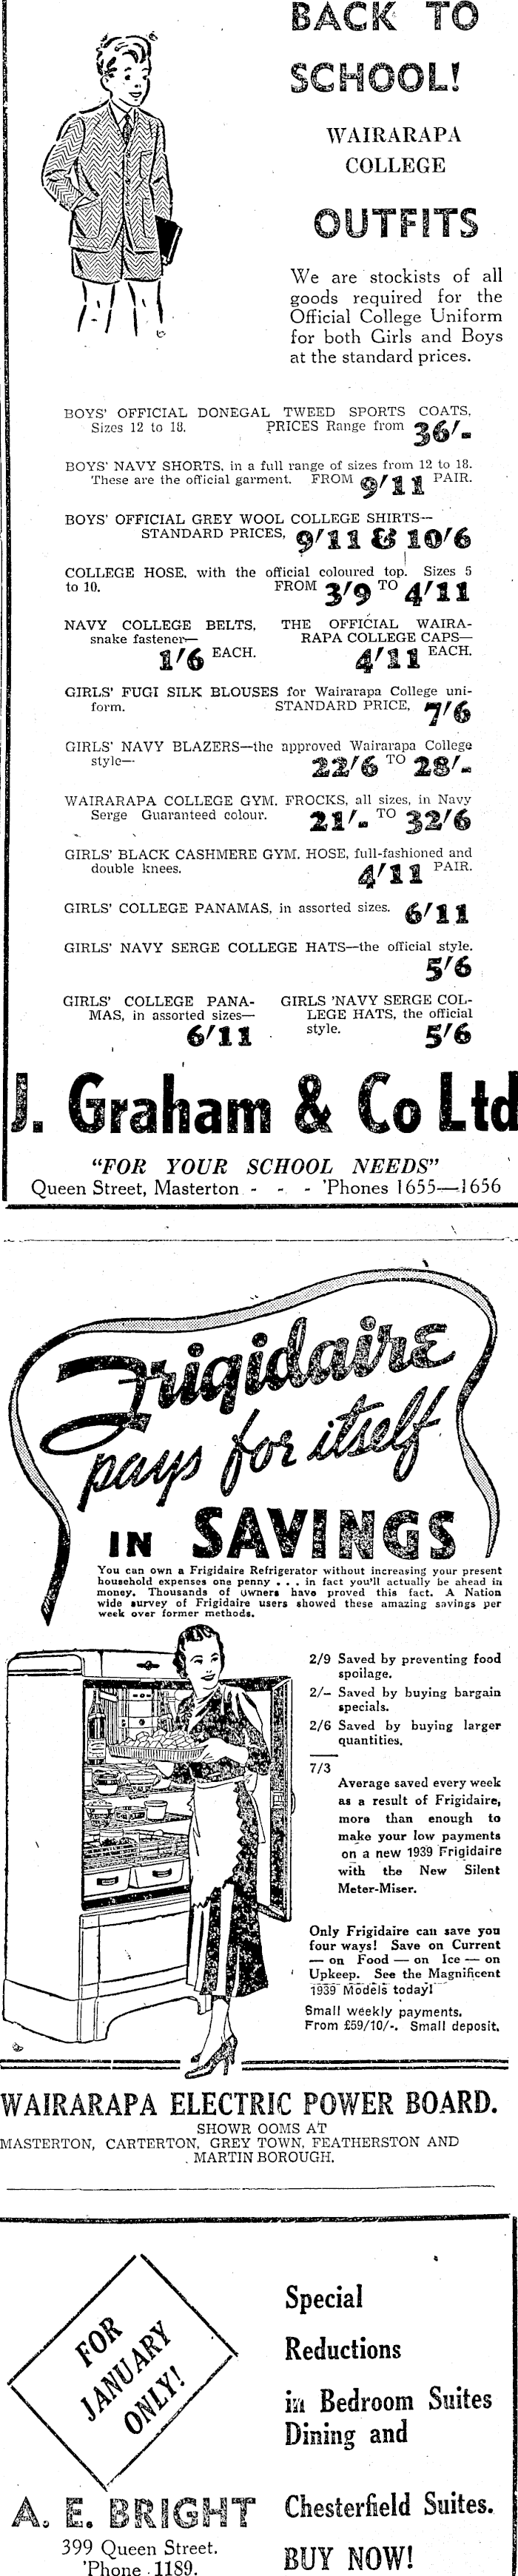 BACK TO
SCHOOL!
WAIRARAPA
COLLEGE
OUTFITS
We are stockists of all
goods required for the
Official College Uniform
for both Girls and Boys
at the standard prices.
BOYS' OFFICIAL DONEGAL TWEED SPORTS COATS.
Sizes 12 to 18. PRICES Range from 36/-
BOYS' NAVY SHORTS, in a full range of sizes from 12 to 18.
These are the official garment. FROM 9/11 PAIR.
BOYS' OFFICIAL GREY WOOL COLLEGE SHIRTS—
STANDARD PRICES, 9/11 & 10/6
COLLEGE HOSE, with the official coloured top. Sizes 5
to 10. FROM 3/9 TO 4/11
NAVY COLLEGE BELTS,
snake fastener—
1/6 EACH.
THE OFFICIAL WAIRA-
RAPA COLLEGE CAPS—
4/11 EACH.
GIRLS' FUGI SILK BLOUSES for Wairarapa College uni-
form. STANDARD PRICE, 7/6
GIRLS' NAVY BLAZERS—the approved Wairarapa College
style— 22/6 TO 28/-
WAIRARAPA COLLEGE GYM. FROCKS, all sizes, in Navy
Serge Guaranteed colour. 21/- TO 32/6
GIRLS' BLACK CASHMERE GYM. HOSE, full-fashioned and
double knees. 4/11 PAIR.
GIRLS' COLLEGE PANAMAS, in assorted sizes. 6/11
GIRLS' NAVY SERGE COLLEGE HATS—the official style.
5/6
GIRLS' COLLEGE PANA-
MAS, in assorted sizes—
6/11
GIRLS 'NAVY SERGE COL-
LEGE HATS, the official
style. 5/6
J. Graham & Co Ltd
"FOR YOUR SCHOOL NEEDS"
Queen Street, Masterton - - - 'Phones 1655—1656
Frigidaire
pays for itself
IN SAVINGS
You can own a Frigidaire Refrigerator without increasing your present
household expenses one penny . . . in fact you'll actually be ahead in
money. Thousands of owners have proved this fact. A Nation
wide survey of Frigidaire users showed these amazing savings per
week over former methods.
2/9 Saved by preventing food
spoilage.
2/- Saved by buying bargain
specials.
2/6 Saved by buying larger
quantities.
7/3
Average saved every week
as a result of Frigidaire,
more than enough to
make your low payments
on a new 1939 Frigidaire
with the New Silent
Meter-Miser.
Only Frigidaire can save you
four ways! Save on Current
— on Food — on Ice — on
Upkeep. See the Magnificent
1939 Models today!
Small weekly payments.
From £59/10/-. Small deposit.
WAIRARAPA ELECTRIC POWER BOARD.
SHOWR OOMS AT
MASTERTON, CARTERTON, GREY TOWN, FEATHERSTON AND
MARTIN BOROUGH.
FOR
JANUARY
ONLY!
A. E. BRIGHT
399 Queen Street.
'Phone 1189.
Special
Reductions
in Bedroom Suites
Dining and
Chesterfield Suites.
BUY NOW!